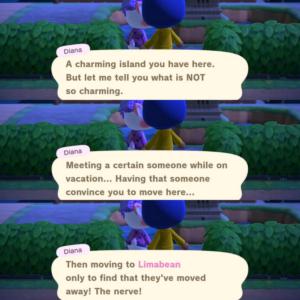 Diana
A charming island you have here.
But let me tell you what is NOT
so charming.
Diana
Meeting a certain someone while on
vacation... Having that someone
convince you to move here...
Diana
Then moving to Limabean
only to find that they've moved
away! The nerve!